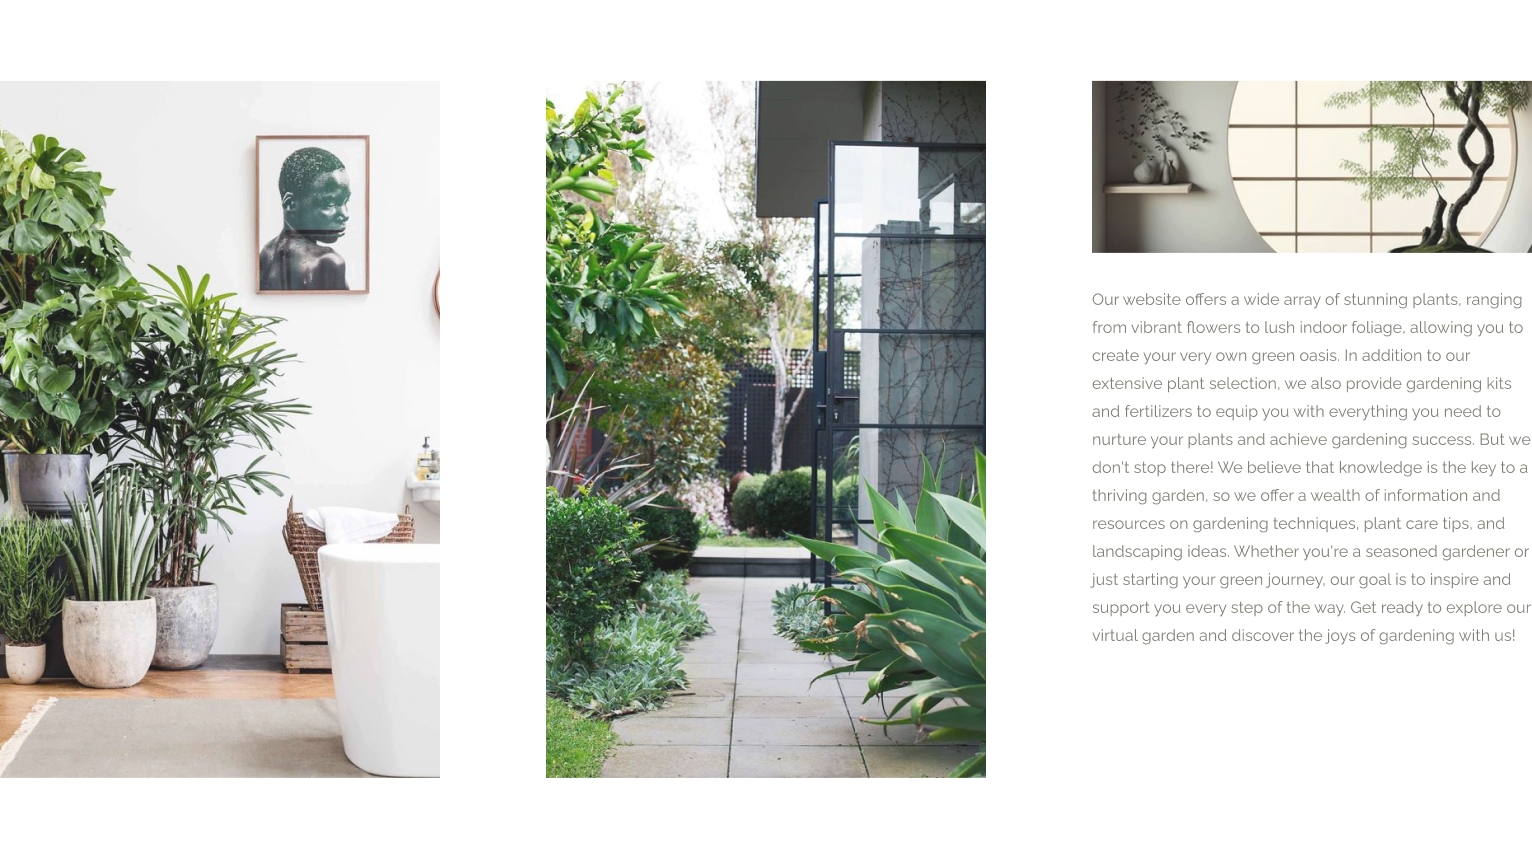 Our website offers a wide array of stunning plants, ranging
from vibrant flowers to lush indoor foliage, allowing you to
create your very own green oasis. In addition to our
extensive plant selection, we also provide gardening kits
and fertilizers to equip you with everything you need to
nurture your plants and achieve gardening success. But we
don't stop there! We believe that knowledge is the key to a
thriving garden, so we offer a wealth of information and
resources on gardening techniques, plant care tips, and
landscaping ideas. Whether you're a seasoned gardener or
just starting your green journey, our goal is to inspire and
support you every step of the way. Get ready to explore our
virtual garden and discover the joys of gardening with us!